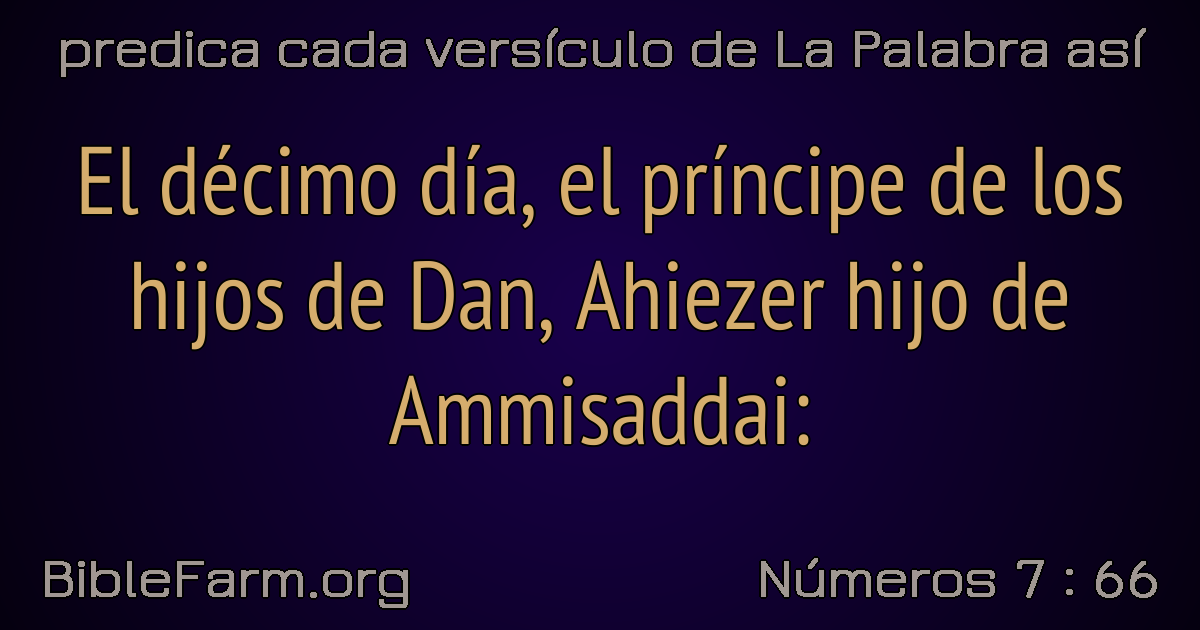 predica cada versículo de La Palabra así
El décimo día, el príncipe de los
hijos de Dan, Ahiezer hijo de
Ammisaddai:
BibleFarm.org
Números 7 : 66